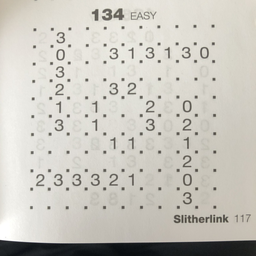 134 EASY
3
0 3 1 3 1 3 0
3
2 3 2
1 1 2 0
3 1 3 2
1 1 1
2
2 3 3 3 2 1 0
3
Slitherlink 117